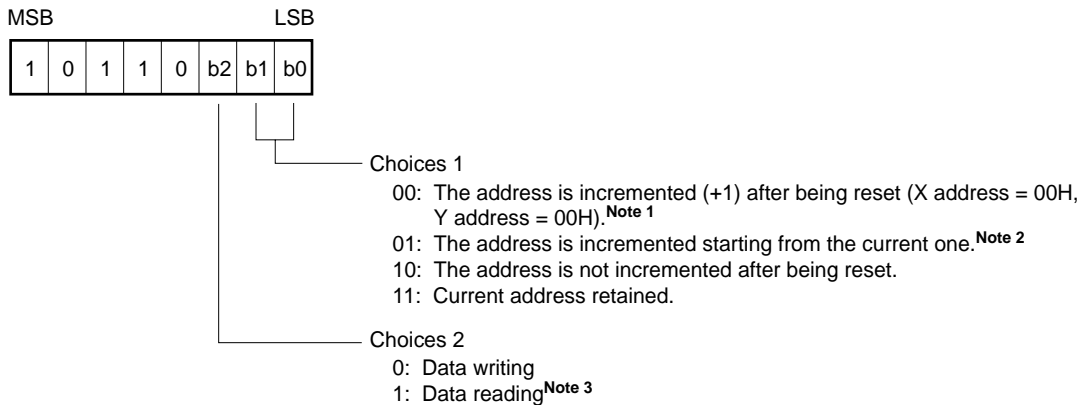 MSB LSB
1 0 1 1 0 b2 b1 b0
Choices 1
00: The address is incremented (+1) after being reset (X address = 00H,
Y address = 00H).Note 1
01: The address is incremented starting from the current one.Note 2
10: The address is not incremented after being reset.
11: Current address retained.
Choices 2
0: Data writing
1: Data readingNote 3